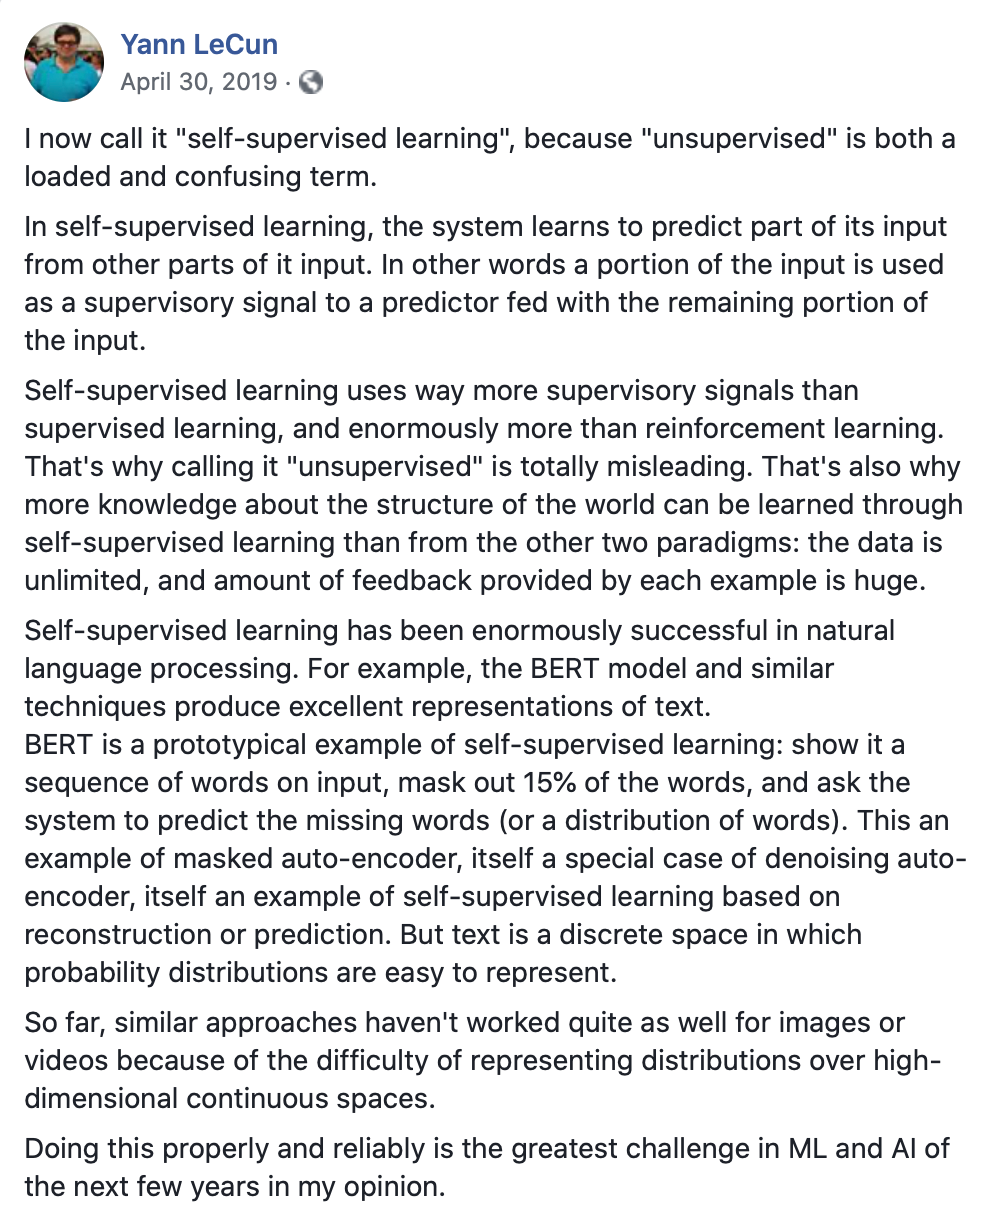 Yann LeCun
April 30, 2019 ·
I now call it "self-supervised learning", because "unsupervised" is both a
loaded and confusing term.
In self-supervised learning, the system learns to predict part of its input
from other parts of it input. In other words a portion of the input is used
as a supervisory signal to a predictor fed with the remaining portion of
the input.
Self-supervised learning uses way more supervisory signals than
supervised learning, and enormously more than reinforcement learning.
That's why calling it "unsupervised" is totally misleading. That's also why
more knowledge about the structure of the world can be learned through
self-supervised learning than from the other two paradigms: the data is
unlimited, and amount of feedback provided by each example is huge.
Self-supervised learning has been enormously successful in natural
language processing. For example, the BERT model and similar
techniques produce excellent representations of text.
BERT is a prototypical example of self-supervised learning: show it a
sequence of words on input, mask out 15% of the words, and ask the
system to predict the missing words (or a distribution of words). This an
example of masked auto-encoder, itself a special case of denoising auto-
encoder, itself an example of self-supervised learning based on
reconstruction or prediction. But text is a discrete space in which
probability distributions are easy to represent.
So far, similar approaches haven't worked quite as well for images or
videos because of the difficulty of representing distributions over high-
dimensional continuous spaces.
Doing this properly and reliably is the greatest challenge in ML and AI of
the next few years in my opinion.